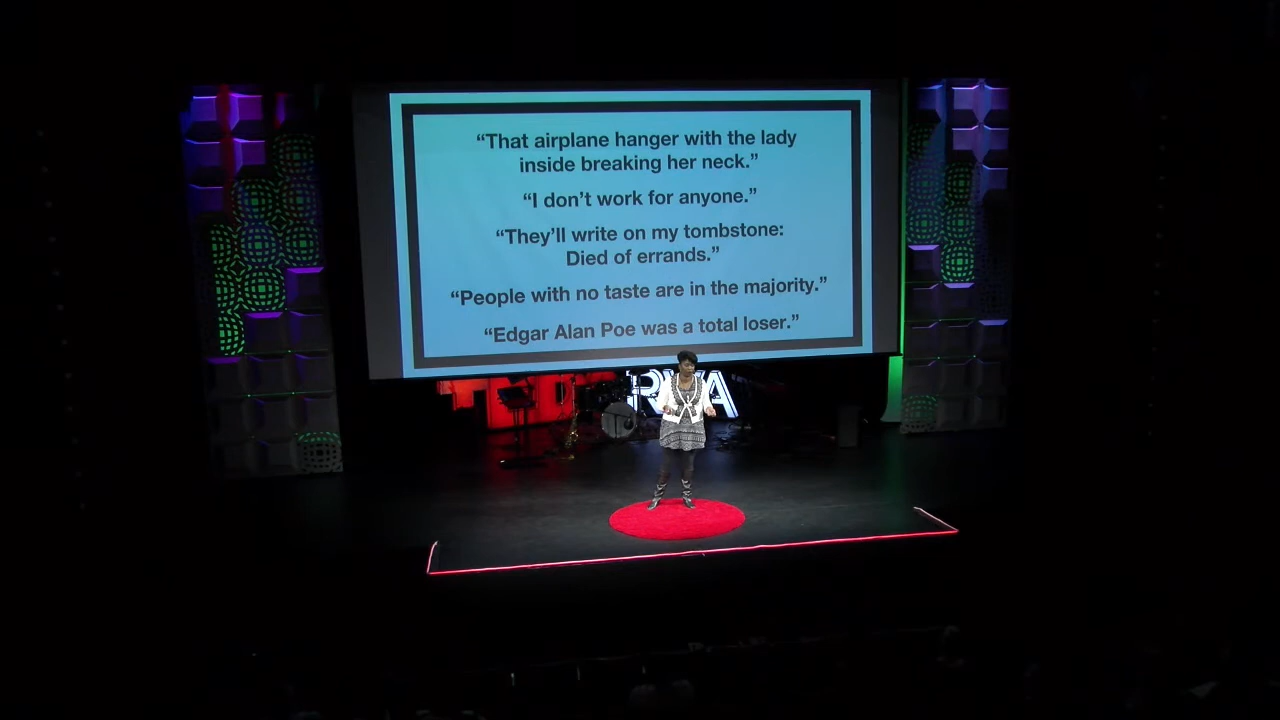 “That airplane hanger with the lady
inside breaking her neck.”
“I don’t work for anyone.”
“They’ll write on my tombstone:
Died of errands.”
“People with no taste are in the majority.”
“Edgar Alan Poe was a total loser.”
RVA